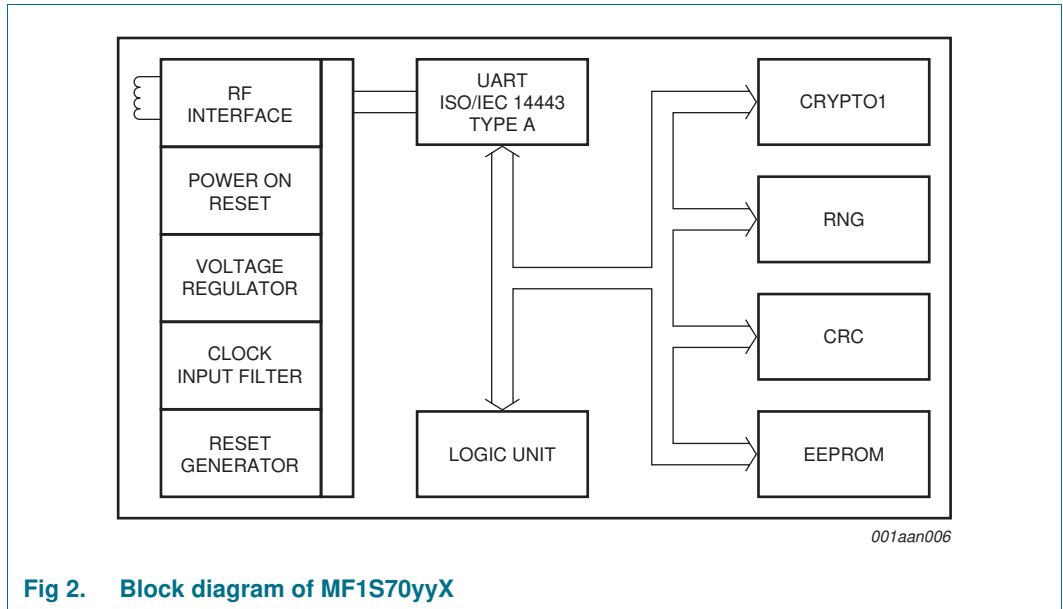 RF
INTERFACE
POWER ON
RESET
VOLTAGE
REGULATOR
CLOCK
INPUT FILTER
RESET
GENERATOR
UART
ISO/IEC 14443
TYPE A
LOGIC UNIT
CRYPTO1
RNG
CRC
EEPROM
001aan006
Fig 2. Block diagram of MF1S70yyX